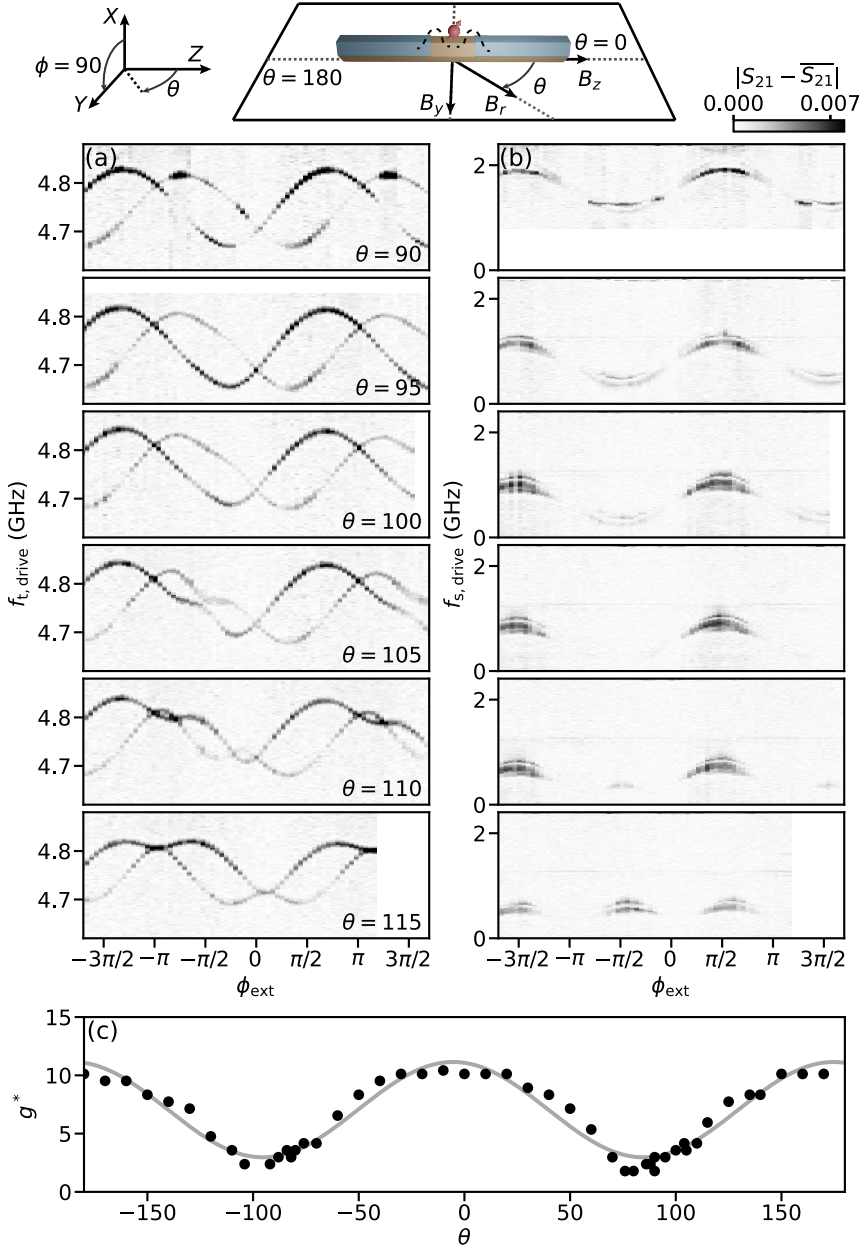 X
ϕ = 90
Z
Y
θ
θ = 180
θ = 0
θ
B_z
B_y
B_r
|S_21 − \overline{S_21}|
0.000 0.007
(a)
4.8
4.7
θ = 90
4.8
4.7
θ = 95
4.8
4.7
θ = 100
4.8
4.7
θ = 105
4.8
4.7
θ = 110
4.8
4.7
θ = 115
f_t,drive (GHz)
−3π/2 −π −π/2 0 π/2 π 3π/2
ϕ_ext
(b)
2
0
2
0
2
0
2
0
2
0
2
0
f_s,drive (GHz)
−3π/2 −π −π/2 0 π/2 π 3π/2
ϕ_ext
(c)
15
10
5
0
g*
−150 −100 −50 0 50 100 150
θ